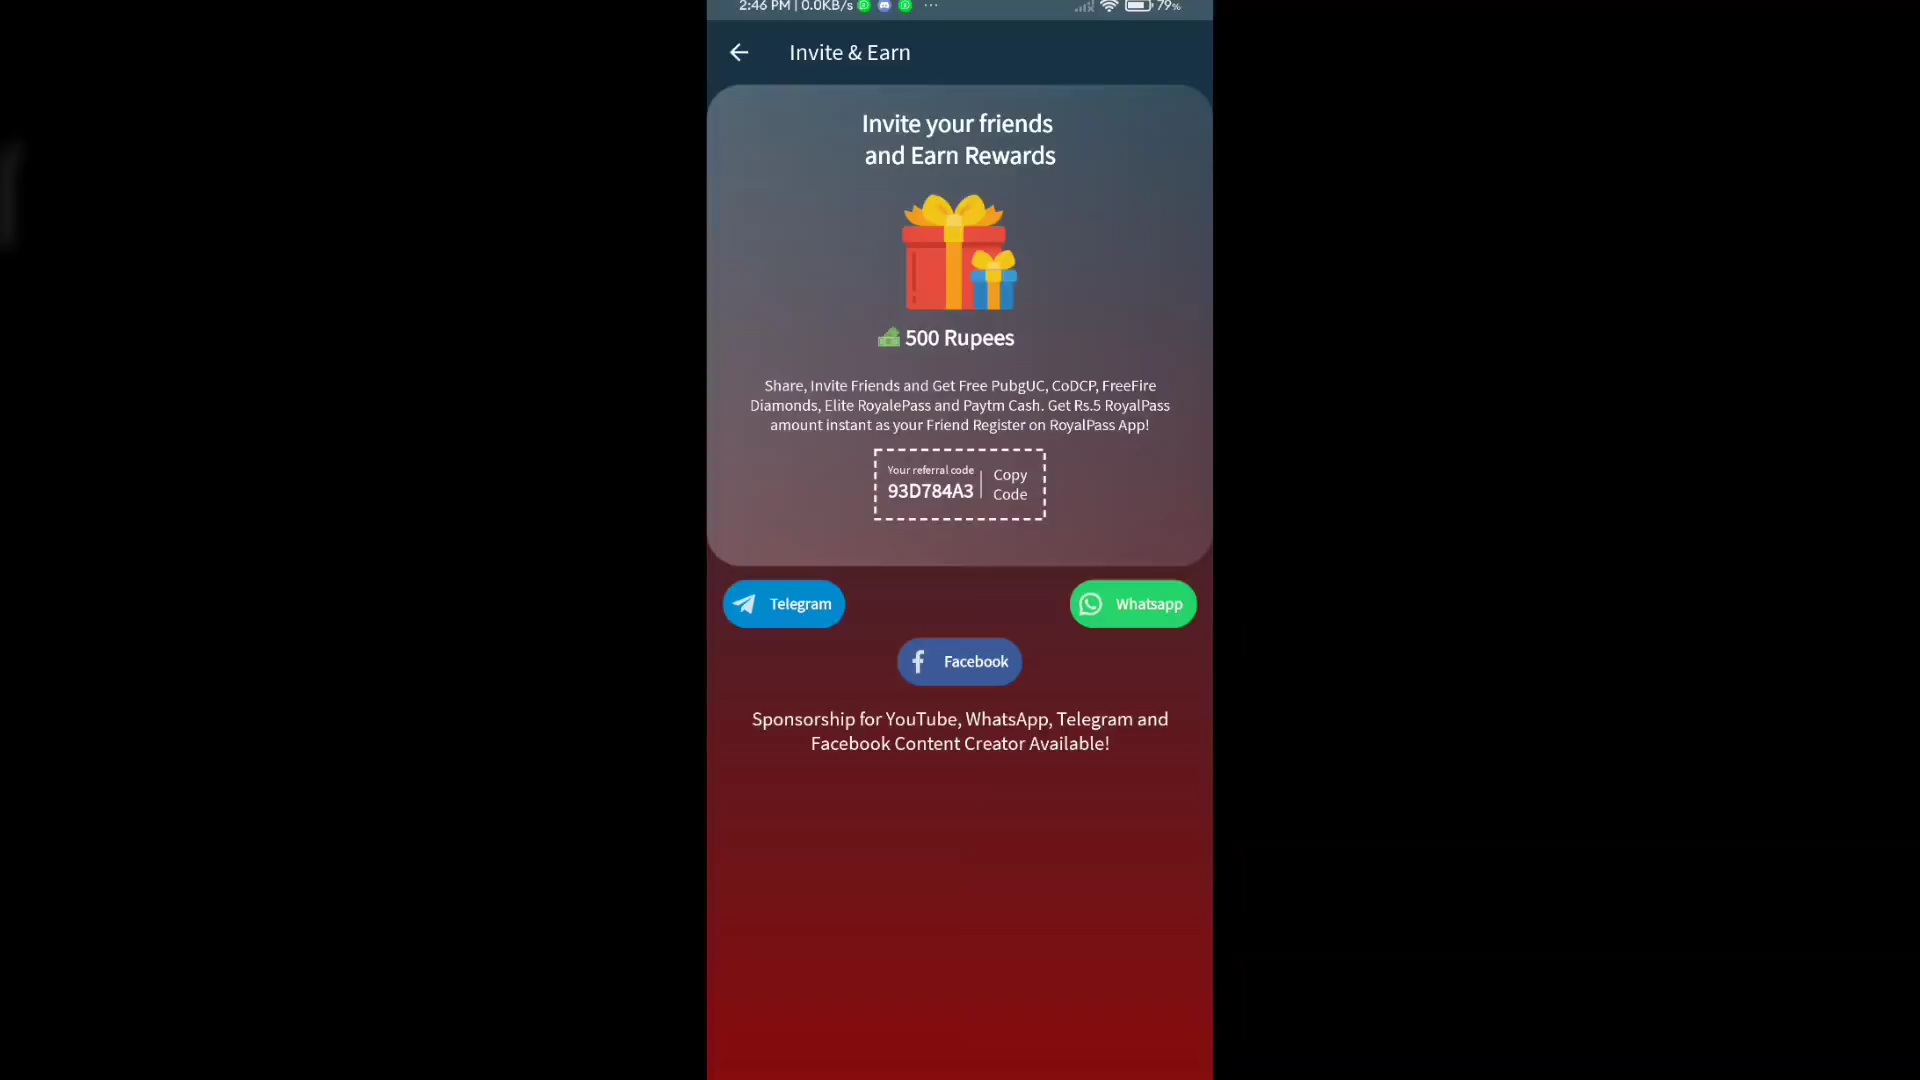 2:46 PM | 0.0KB/s ... 79%
Invite & Earn
Invite your friends
and Earn Rewards
500 Rupees
Share, Invite Friends and Get Free PubgUC, CoDCP, FreeFire
Diamonds, Elite RoyalePass and Paytm Cash. Get Rs.5 RoyalPass
amount instant as your Friend Register on RoyalPass App!
Your referral code
93D784A3
Copy
Code
Telegram
Whatsapp
Facebook
Sponsorship for YouTube, WhatsApp, Telegram and
Facebook Content Creator Available!